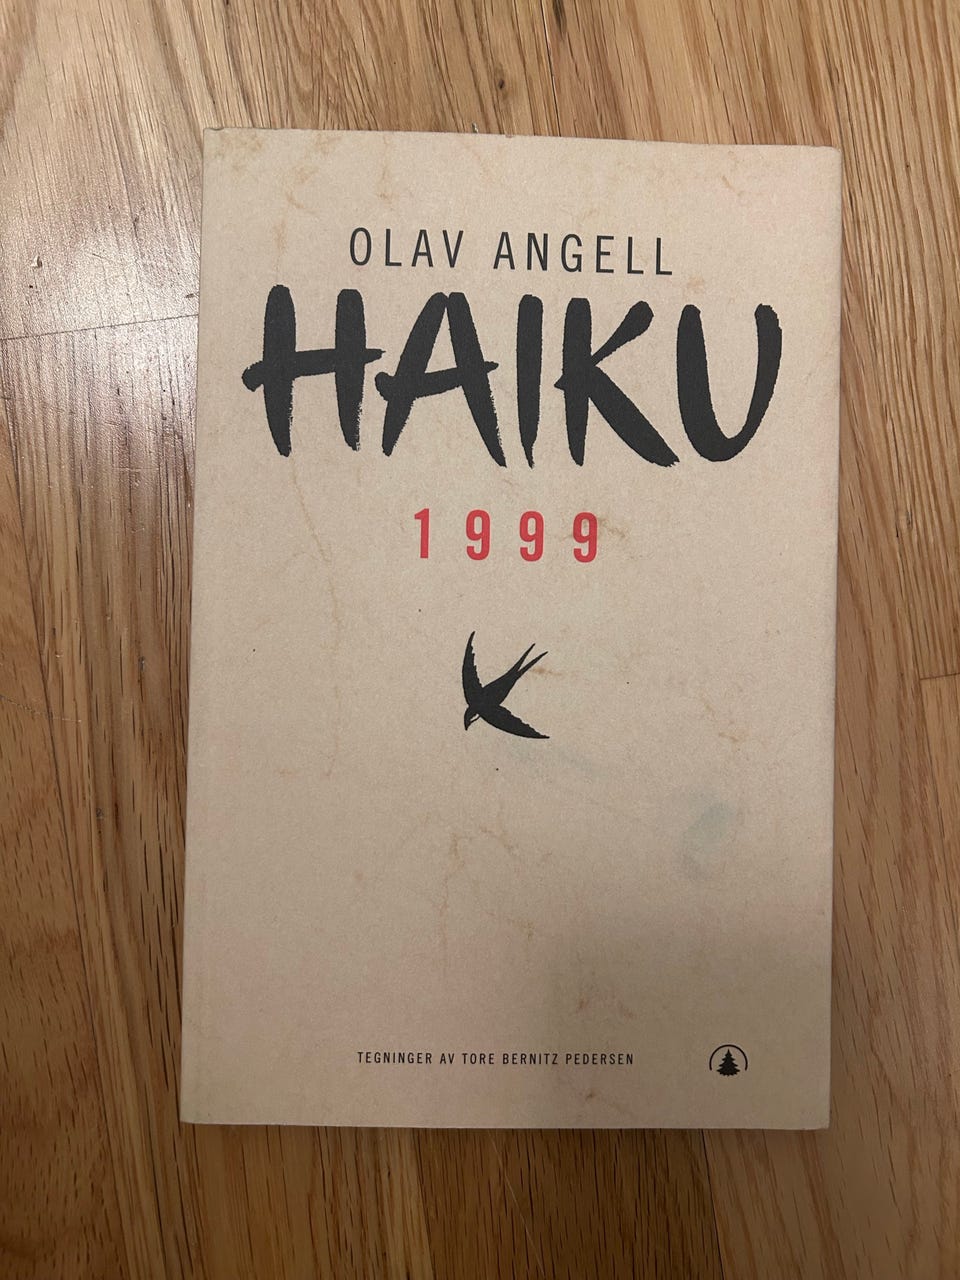 OLAV ANGELL
HAIKU
1999
TEGNINGER AV TORE BERNITZ PEDERSEN